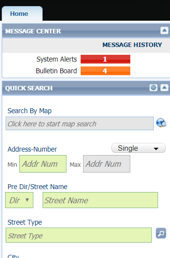 Home
MESSAGE CENTER
MESSAGE HISTORY
System Alerts 1
Bulletin Board 4
QUICK SEARCH
Search By Map
Click here to start map search
Address-Number Single
Min Addr Num Max Addr Num
Pre Dir/Street Name
Dir Street Name
Street Type
Street Type
City